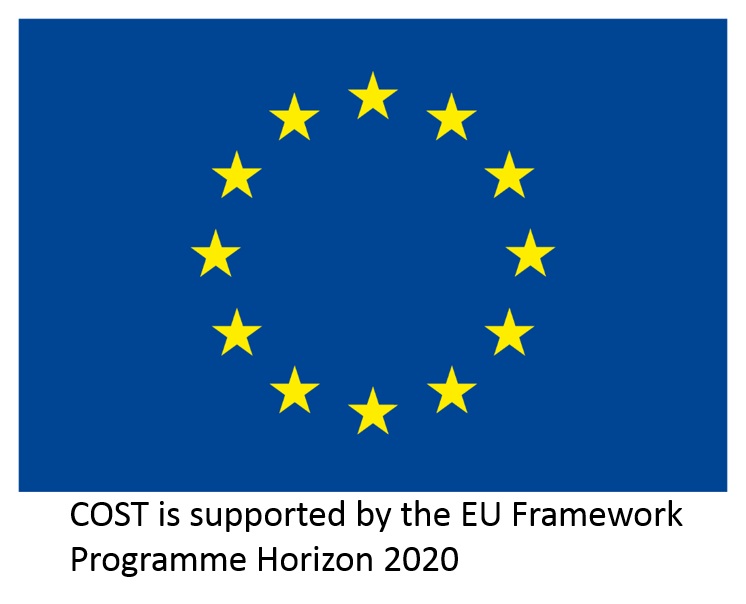 COST is supported by the EU Framework
Programme Horizon 2020